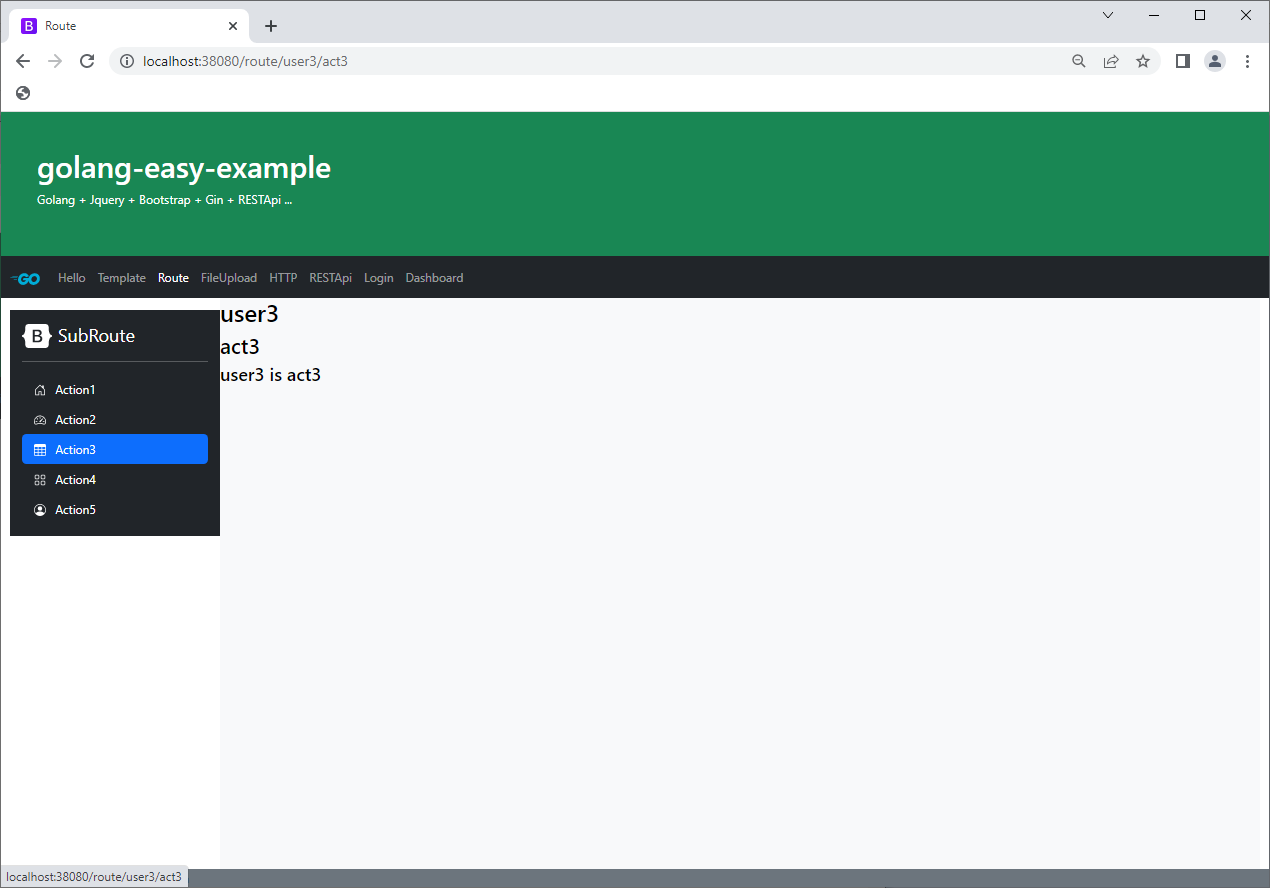 B Route
localhost:38080/route/user3/act3
golang-easy-example
Golang + Jquery + Bootstrap + Gin + RESTApi ...
GO Hello Template Route FileUpload HTTP RESTApi Login Dashboard
B SubRoute
Action1
Action2
Action3
Action4
Action5
user3
act3
user3 is act3
localhost:38080/route/user3/act3